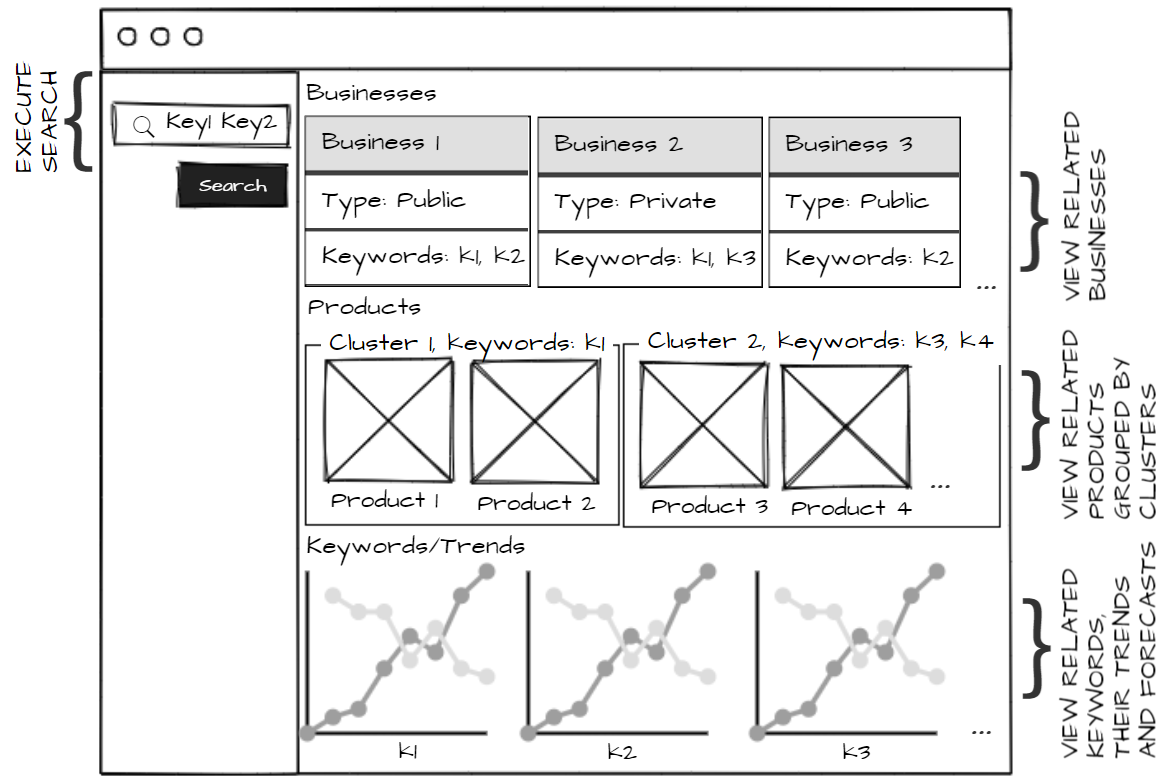 EXECUTE
SEARCH
Key1 Key2
Search
Businesses
Business 1
Type: Public
Keywords: K1, K2
Business 2
Type: Private
Keywords: K1, K3
Business 3
Type: Public
Keywords: K2
...
VIEW RELATED
BUSINESSES
Products
Cluster 1, Keywords: K1
Product 1
Product 2
Cluster 2, Keywords: K3, K4
Product 3
Product 4
...
VIEW RELATED
PRODUCTS
GROUPED BY
CLUSTERS
Keywords/Trends
K1
K2
K3
...
VIEW RELATED
KEYWORDS,
THEIR TRENDS
AND FORECASTS